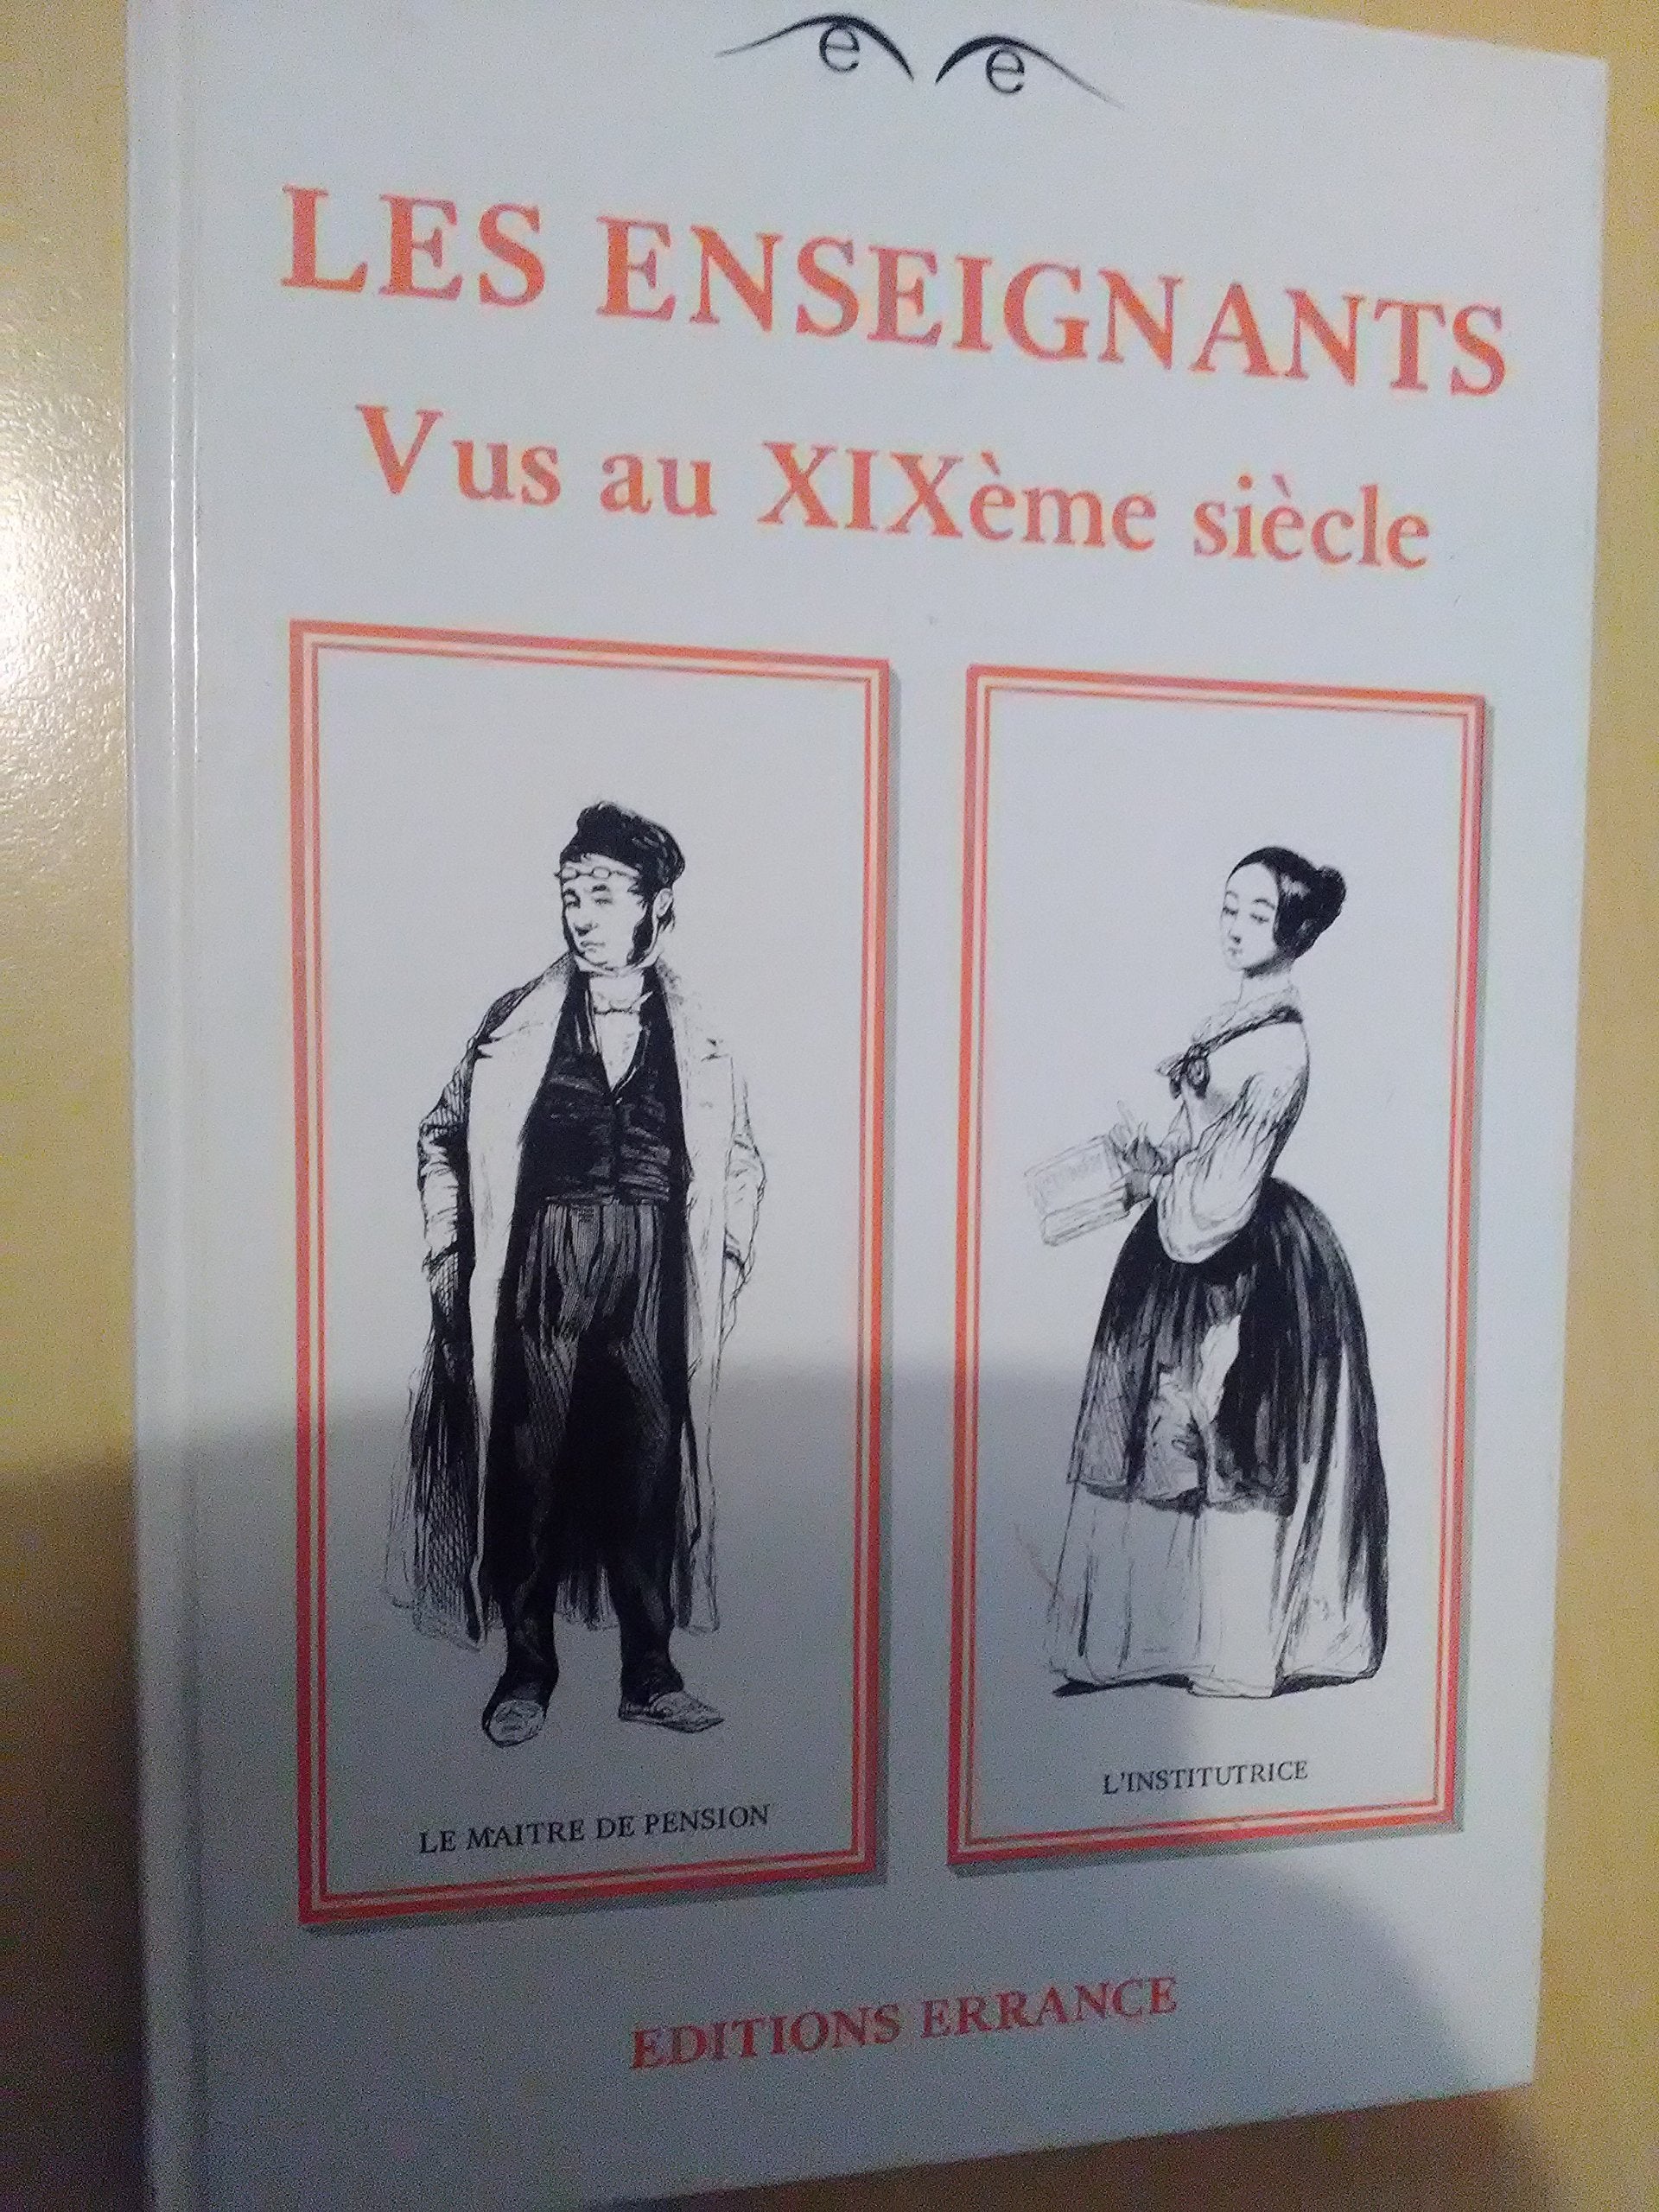 e e
LES ENSEIGNANTS
Vus au XIXème siècle
LE MAITRE DE PENSION
L'INSTITUTRICE
EDITIONS ERRANCE